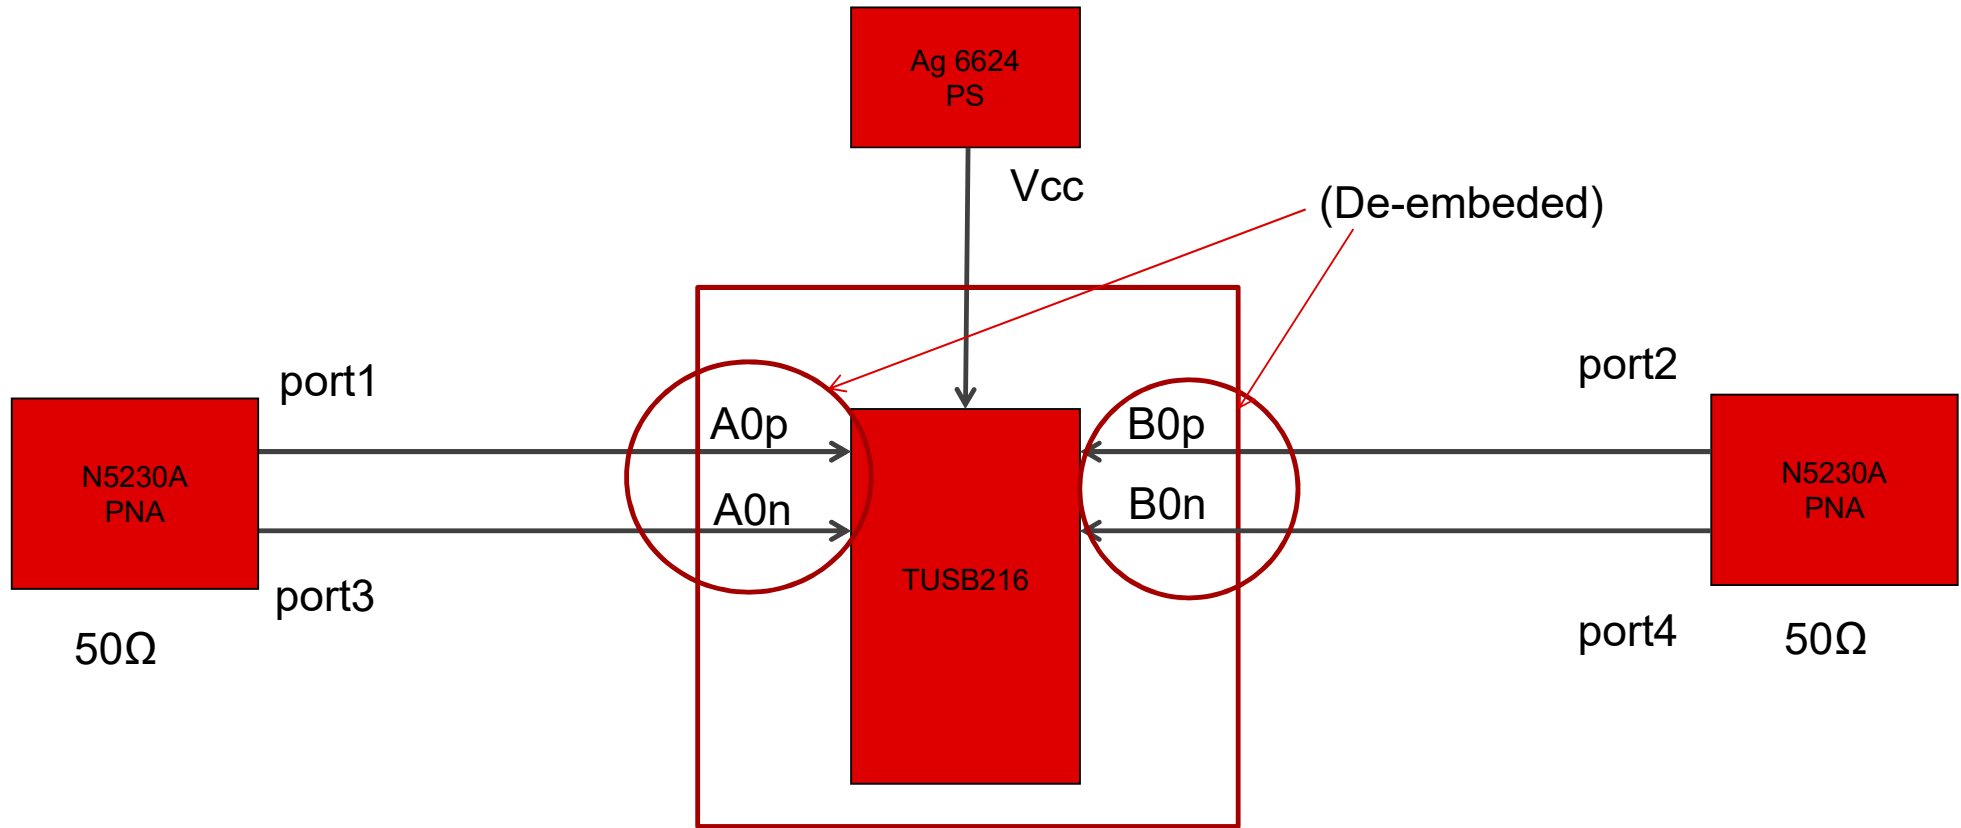 Ag 6624
PS
Vcc
(De-embeded)
port1
port2
A0p
B0p
N5230A
PNA
N5230A
PNA
A0n
B0n
TUSB216
port3
port4
50Ω
50Ω